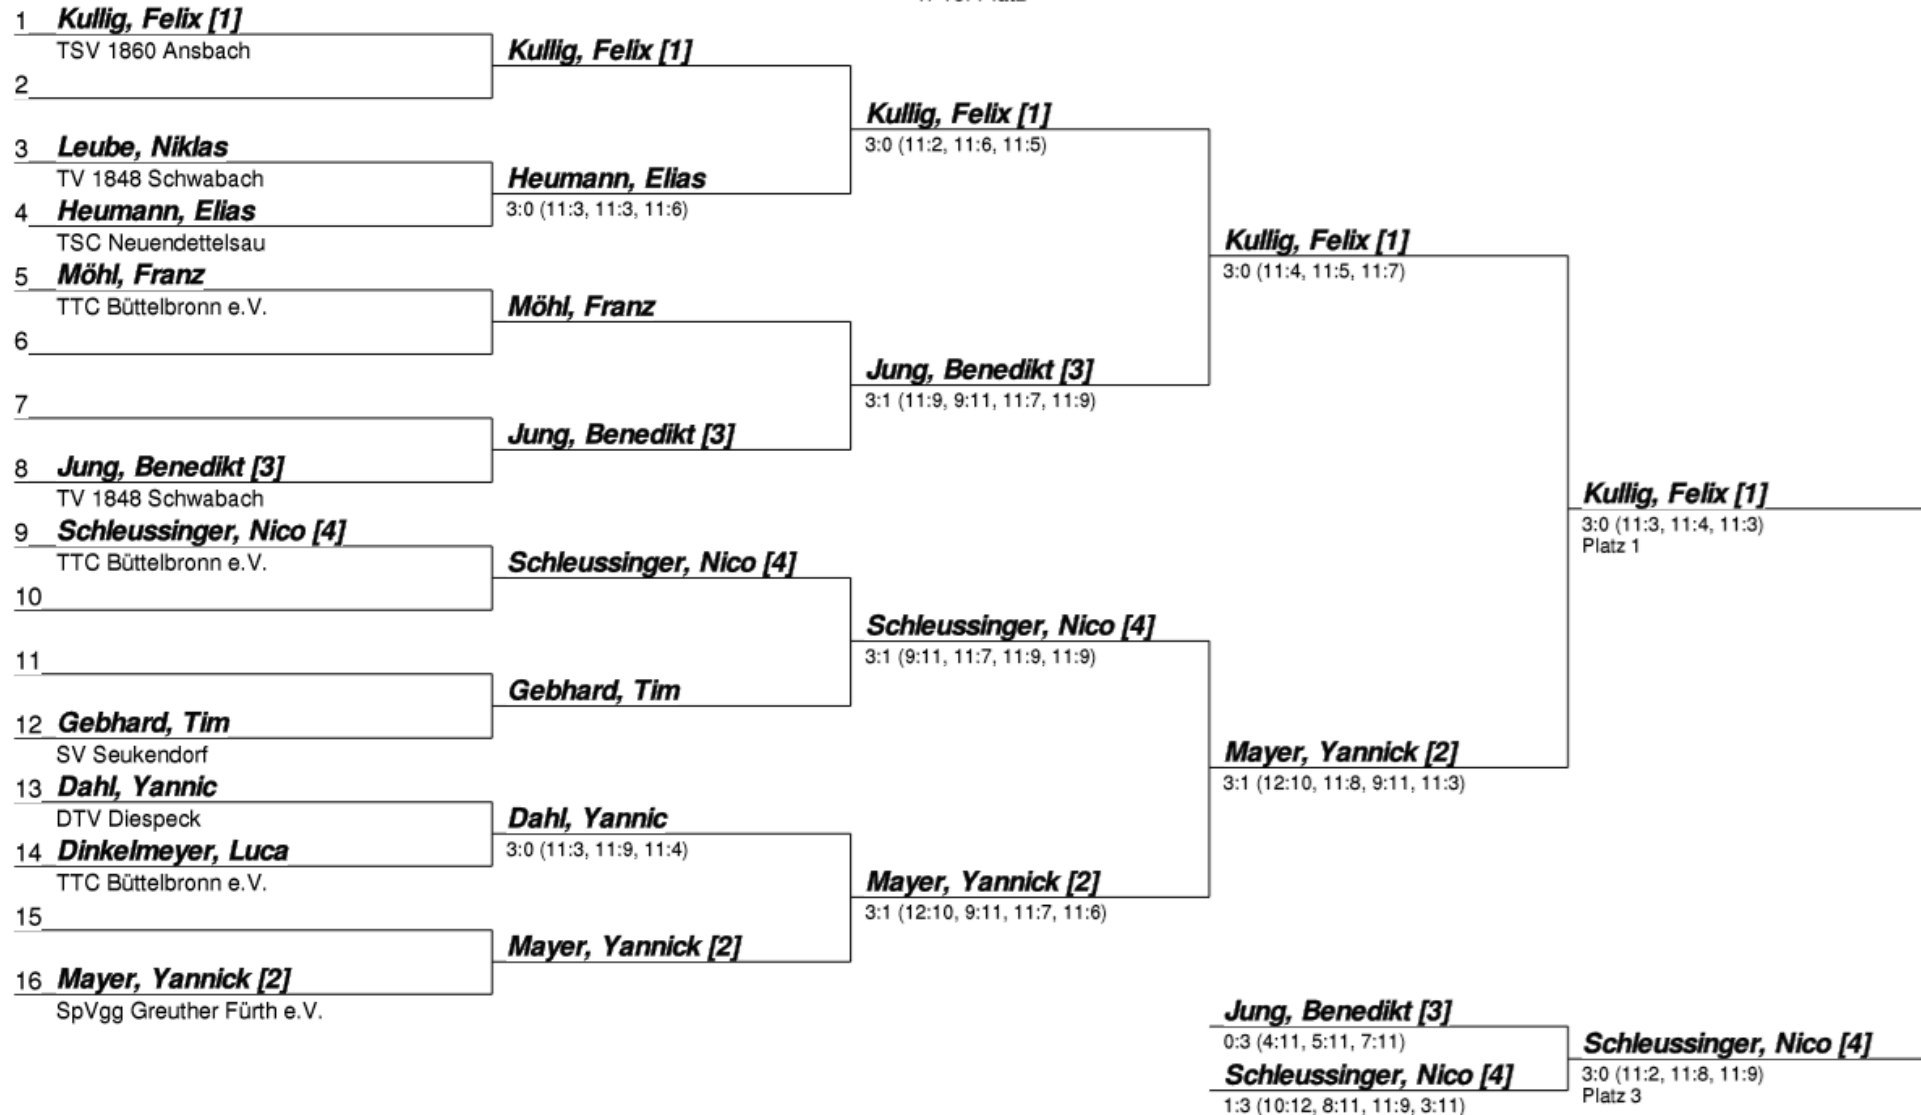 1 Kullig, Felix [1]
TSV 1860 Ansbach
2
3 Leube, Niklas
TV 1848 Schwabach
4 Heumann, Elias
TSC Neuendettelsau
5 Möhl, Franz
TTC Büttelbronn e.V.
6
7
8 Jung, Benedikt [3]
TV 1848 Schwabach
9 Schleussinger, Nico [4]
TTC Büttelbronn e.V.
10
11
12 Gebhard, Tim
SV Seukendorf
13 Dahl, Yannic
DTV Diespeck
14 Dinkelmeyer, Luca
TTC Büttelbronn e.V.
15
16 Mayer, Yannick [2]
SpVgg Greuther Fürth e.V.
Kullig, Felix [1]
Heumann, Elias
3:0 (11:3, 11:3, 11:6)
Möhl, Franz
Jung, Benedikt [3]
Schleussinger, Nico [4]
Gebhard, Tim
Dahl, Yannic
3:0 (11:3, 11:9, 11:4)
Mayer, Yannick [2]
Kullig, Felix [1]
3:0 (11:2, 11:6, 11:5)
Jung, Benedikt [3]
3:1 (11:9, 9:11, 11:7, 11:9)
Schleussinger, Nico [4]
3:1 (9:11, 11:7, 11:9, 11:9)
Mayer, Yannick [2]
3:1 (12:10, 9:11, 11:7, 11:6)
Kullig, Felix [1]
3:0 (11:4, 11:5, 11:7)
Mayer, Yannick [2]
3:1 (12:10, 11:8, 9:11, 11:3)
Kullig, Felix [1]
3:0 (11:3, 11:4, 11:3)
Platz 1
Jung, Benedikt [3]
0:3 (4:11, 5:11, 7:11)
Schleussinger, Nico [4]
1:3 (10:12, 8:11, 11:9, 3:11)
Schleussinger, Nico [4]
3:0 (11:2, 11:8, 11:9)
Platz 3